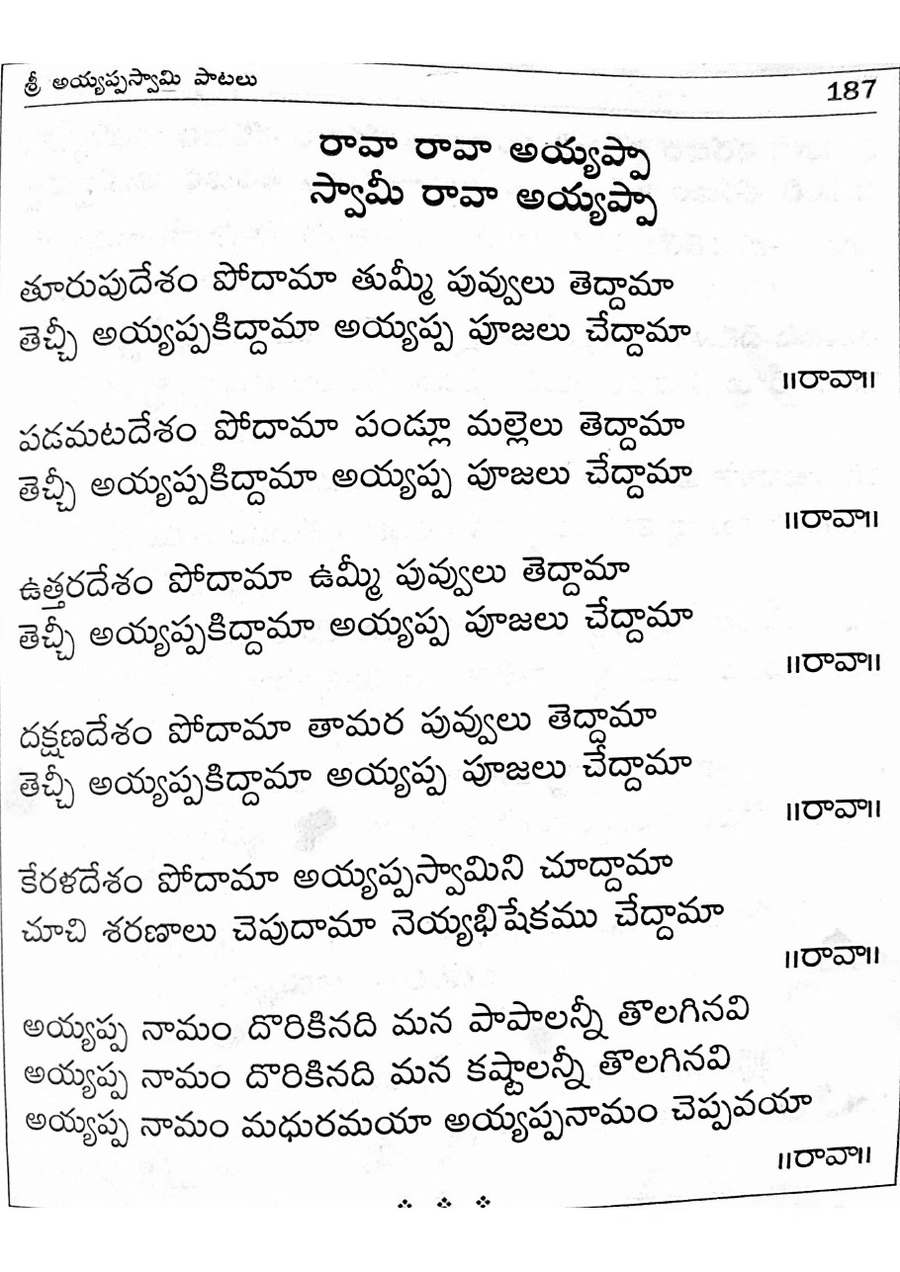 శ్రీ అయ్యప్పస్వామి పాటలు 187
రావా రావా అయ్యప్పా
స్వామీ రావా అయ్యప్పా
తూరుపుదేశం పోదామా తుమ్మీ పువ్వులు తెద్దామా
తెచ్చీ అయ్యప్పకిద్దామా అయ్యప్ప పూజలు చేద్దామా
॥రావా॥
పడమటదేశం పోదామా పండ్లూ మల్లెలు తెద్దామా
తెచ్చీ అయ్యప్పకిద్దామా అయ్యప్ప పూజలు చేద్దామా
॥రావా॥
ఉత్తరదేశం పోదామా ఉమ్మీ పువ్వులు తెద్దామా
తెచ్చీ అయ్యప్పకిద్దామా అయ్యప్ప పూజలు చేద్దామా
॥రావా॥
దక్షణదేశం పోదామా తామర పువ్వులు తెద్దామా
తెచ్చీ అయ్యప్పకిద్దామా అయ్యప్ప పూజలు చేద్దామా
॥రావా॥
కేరళదేశం పోదామా అయ్యప్పస్వామిని చూద్దామా
చూచి శరణాలు చెపుదామా నెయ్యభిషేకము చేద్దామా
॥రావా॥
అయ్యప్ప నామం దొరికినది మన పాపాలన్నీ తొలగినవి
అయ్యప్ప నామం దొరికినది మన కష్టాలన్నీ తొలగినవి
అయ్యప్ప నామం మధురమయా అయ్యప్పనామం చెప్పవయా
॥రావా॥